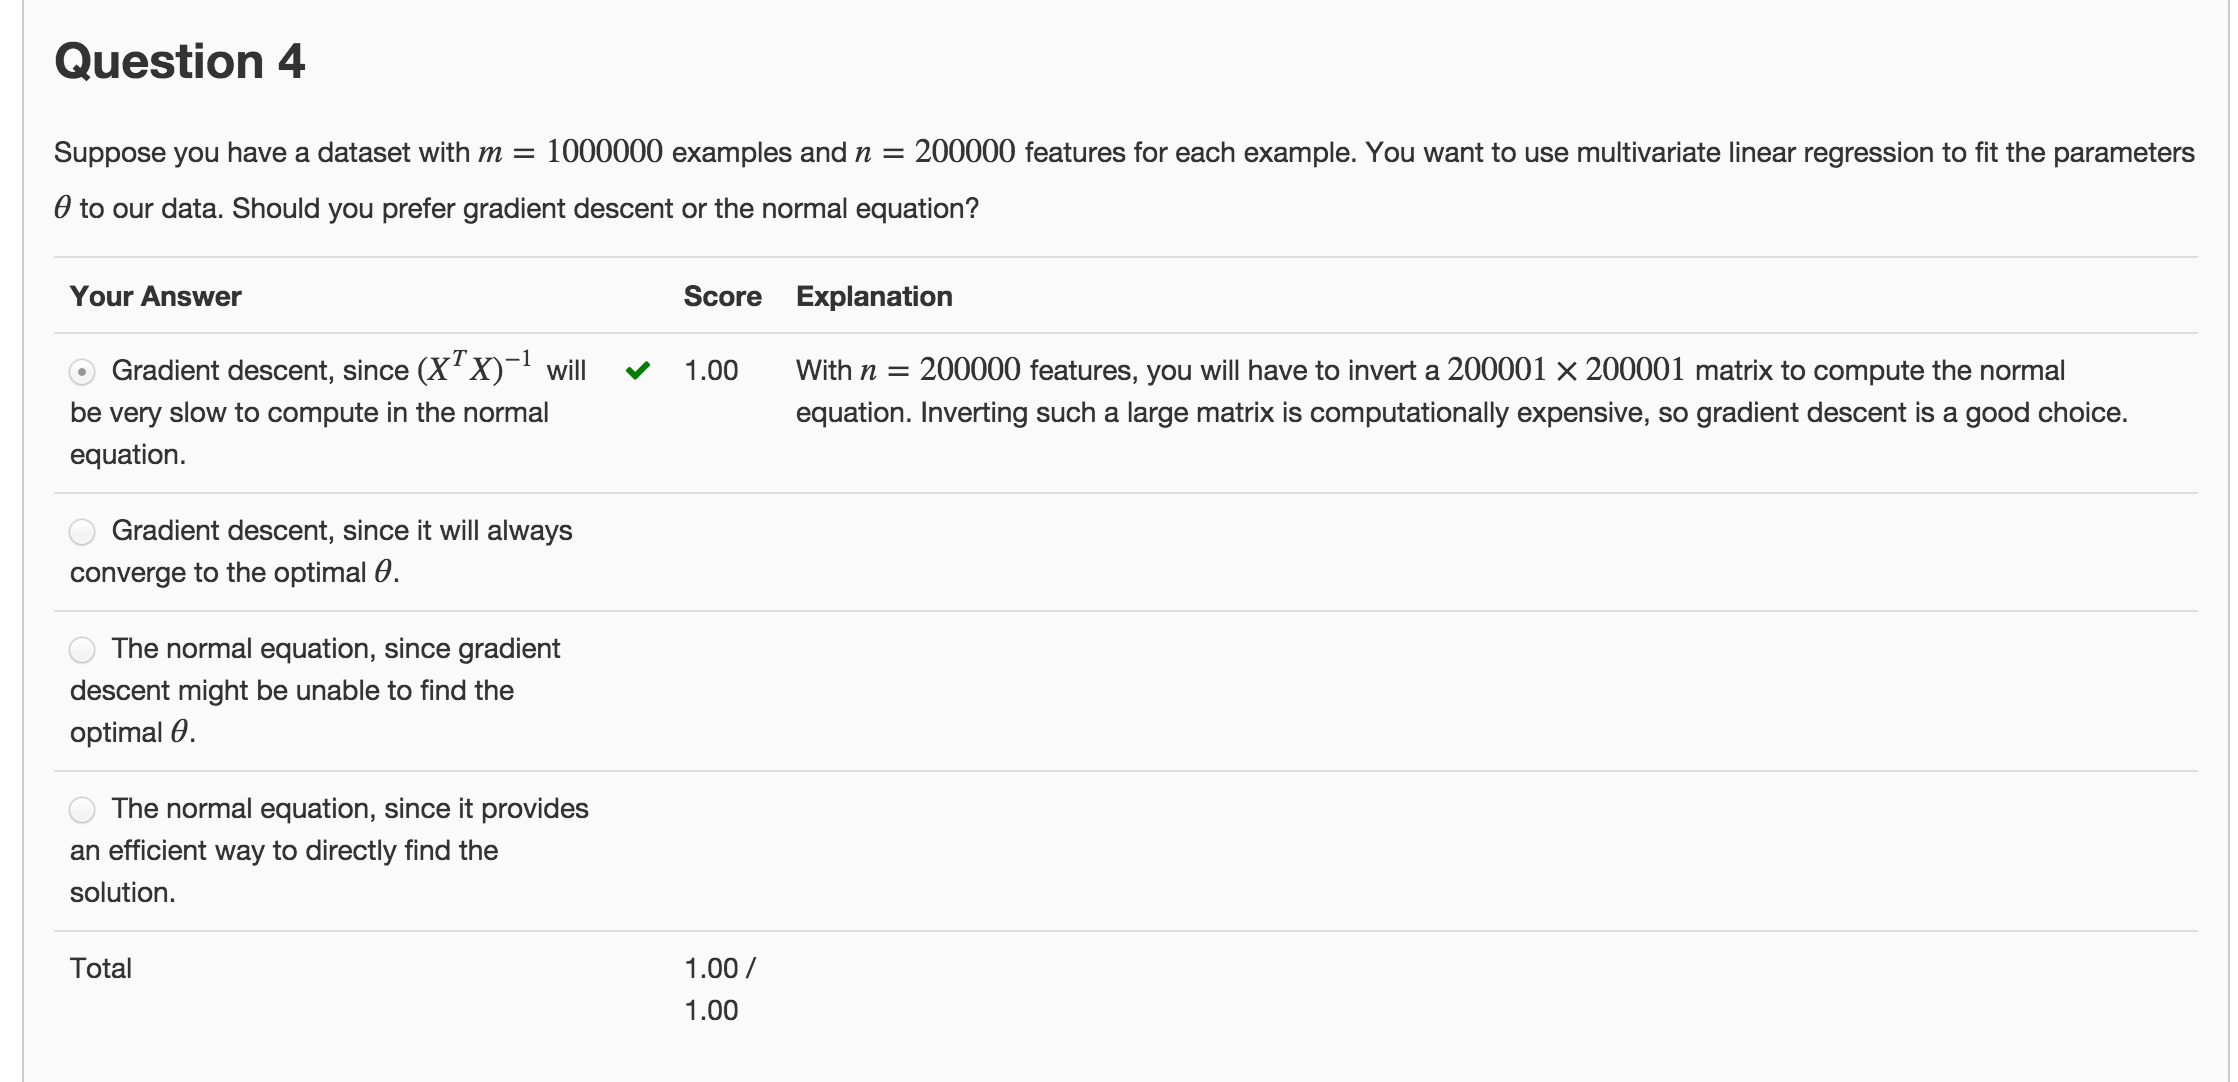 Question 4
Suppose you have a dataset with m = 1000000 examples and n = 200000 features for each example. You want to use multivariate linear regression to fit the parameters
θ to our data. Should you prefer gradient descent or the normal equation?
Your Answer Score Explanation
Gradient descent, since (X^T X)^−1 will ✔ 1.00 With n = 200000 features, you will have to invert a 200001 × 200001 matrix to compute the normal
be very slow to compute in the normal equation. Inverting such a large matrix is computationally expensive, so gradient descent is a good choice.
equation.
Gradient descent, since it will always
converge to the optimal θ.
The normal equation, since gradient
descent might be unable to find the
optimal θ.
The normal equation, since it provides
an efficient way to directly find the
solution.
Total 1.00 /
1.00